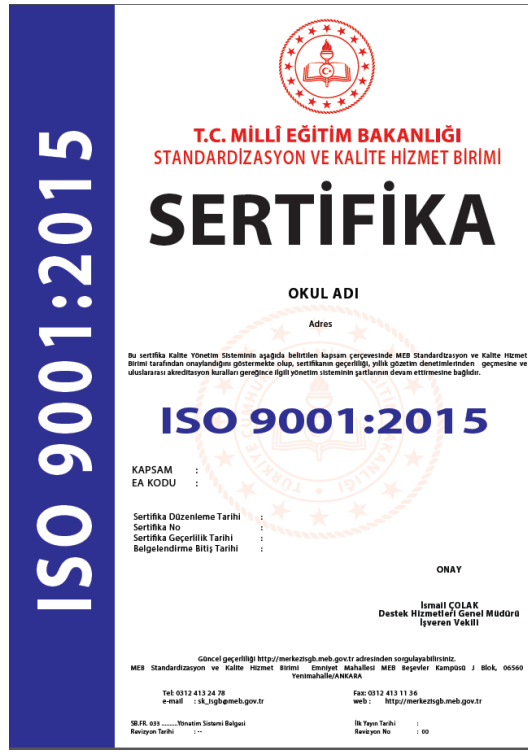 ISO 9001:2015
T.C. MİLLÎ EĞİTİM BAKANLIĞI
STANDARDİZASYON VE KALİTE HİZMET BİRİMİ
SERTİFİKA
OKUL ADI
Adres
Bu sertifika Kalite Yönetim Sisteminin aşağıda belirtilen kapsam çerçevesinde MEB Standardizasyon ve Kalite Hizmet
Birimi tarafından onaylandığını göstermekte olup, sertifikanın geçerliliği, yıllık gözetim denetimlerinden geçmesine ve
uluslararası akreditasyon kuralları gereğince ilgili yönetim sisteminin şartlarının devam ettirmesine bağlıdır.
ISO 9001:2015
KAPSAM :
EA KODU :
Sertifika Düzenleme Tarihi :
Sertifika No :
Sertifika Geçerlilik Tarihi :
Belgelendirme Bitiş Tarihi :
ONAY
İsmail ÇOLAK
Destek Hizmetleri Genel Müdürü
İşveren Vekili
Güncel geçerliliği http://merkezisgb.meb.gov.tr adresinden sorgulayabilirsiniz.
MEB Standardizasyon ve Kalite Hizmet Birimi Emniyet Mahallesi MEB Beşevler Kampüsü J Blok, 06560
Yenimahalle/ANKARA
Tel: 0312 413 24 78 Fax: 0312 413 11 36
e-mail : sk_isgb@meb.gov.tr web : http://merkezisgb.meb.gov.tr
SB.FR. 033 ........Yönetim Sistemi Belgesi İlk Yayın Tarihi :
Revizyon Tarihi : -- Revizyon No : 00